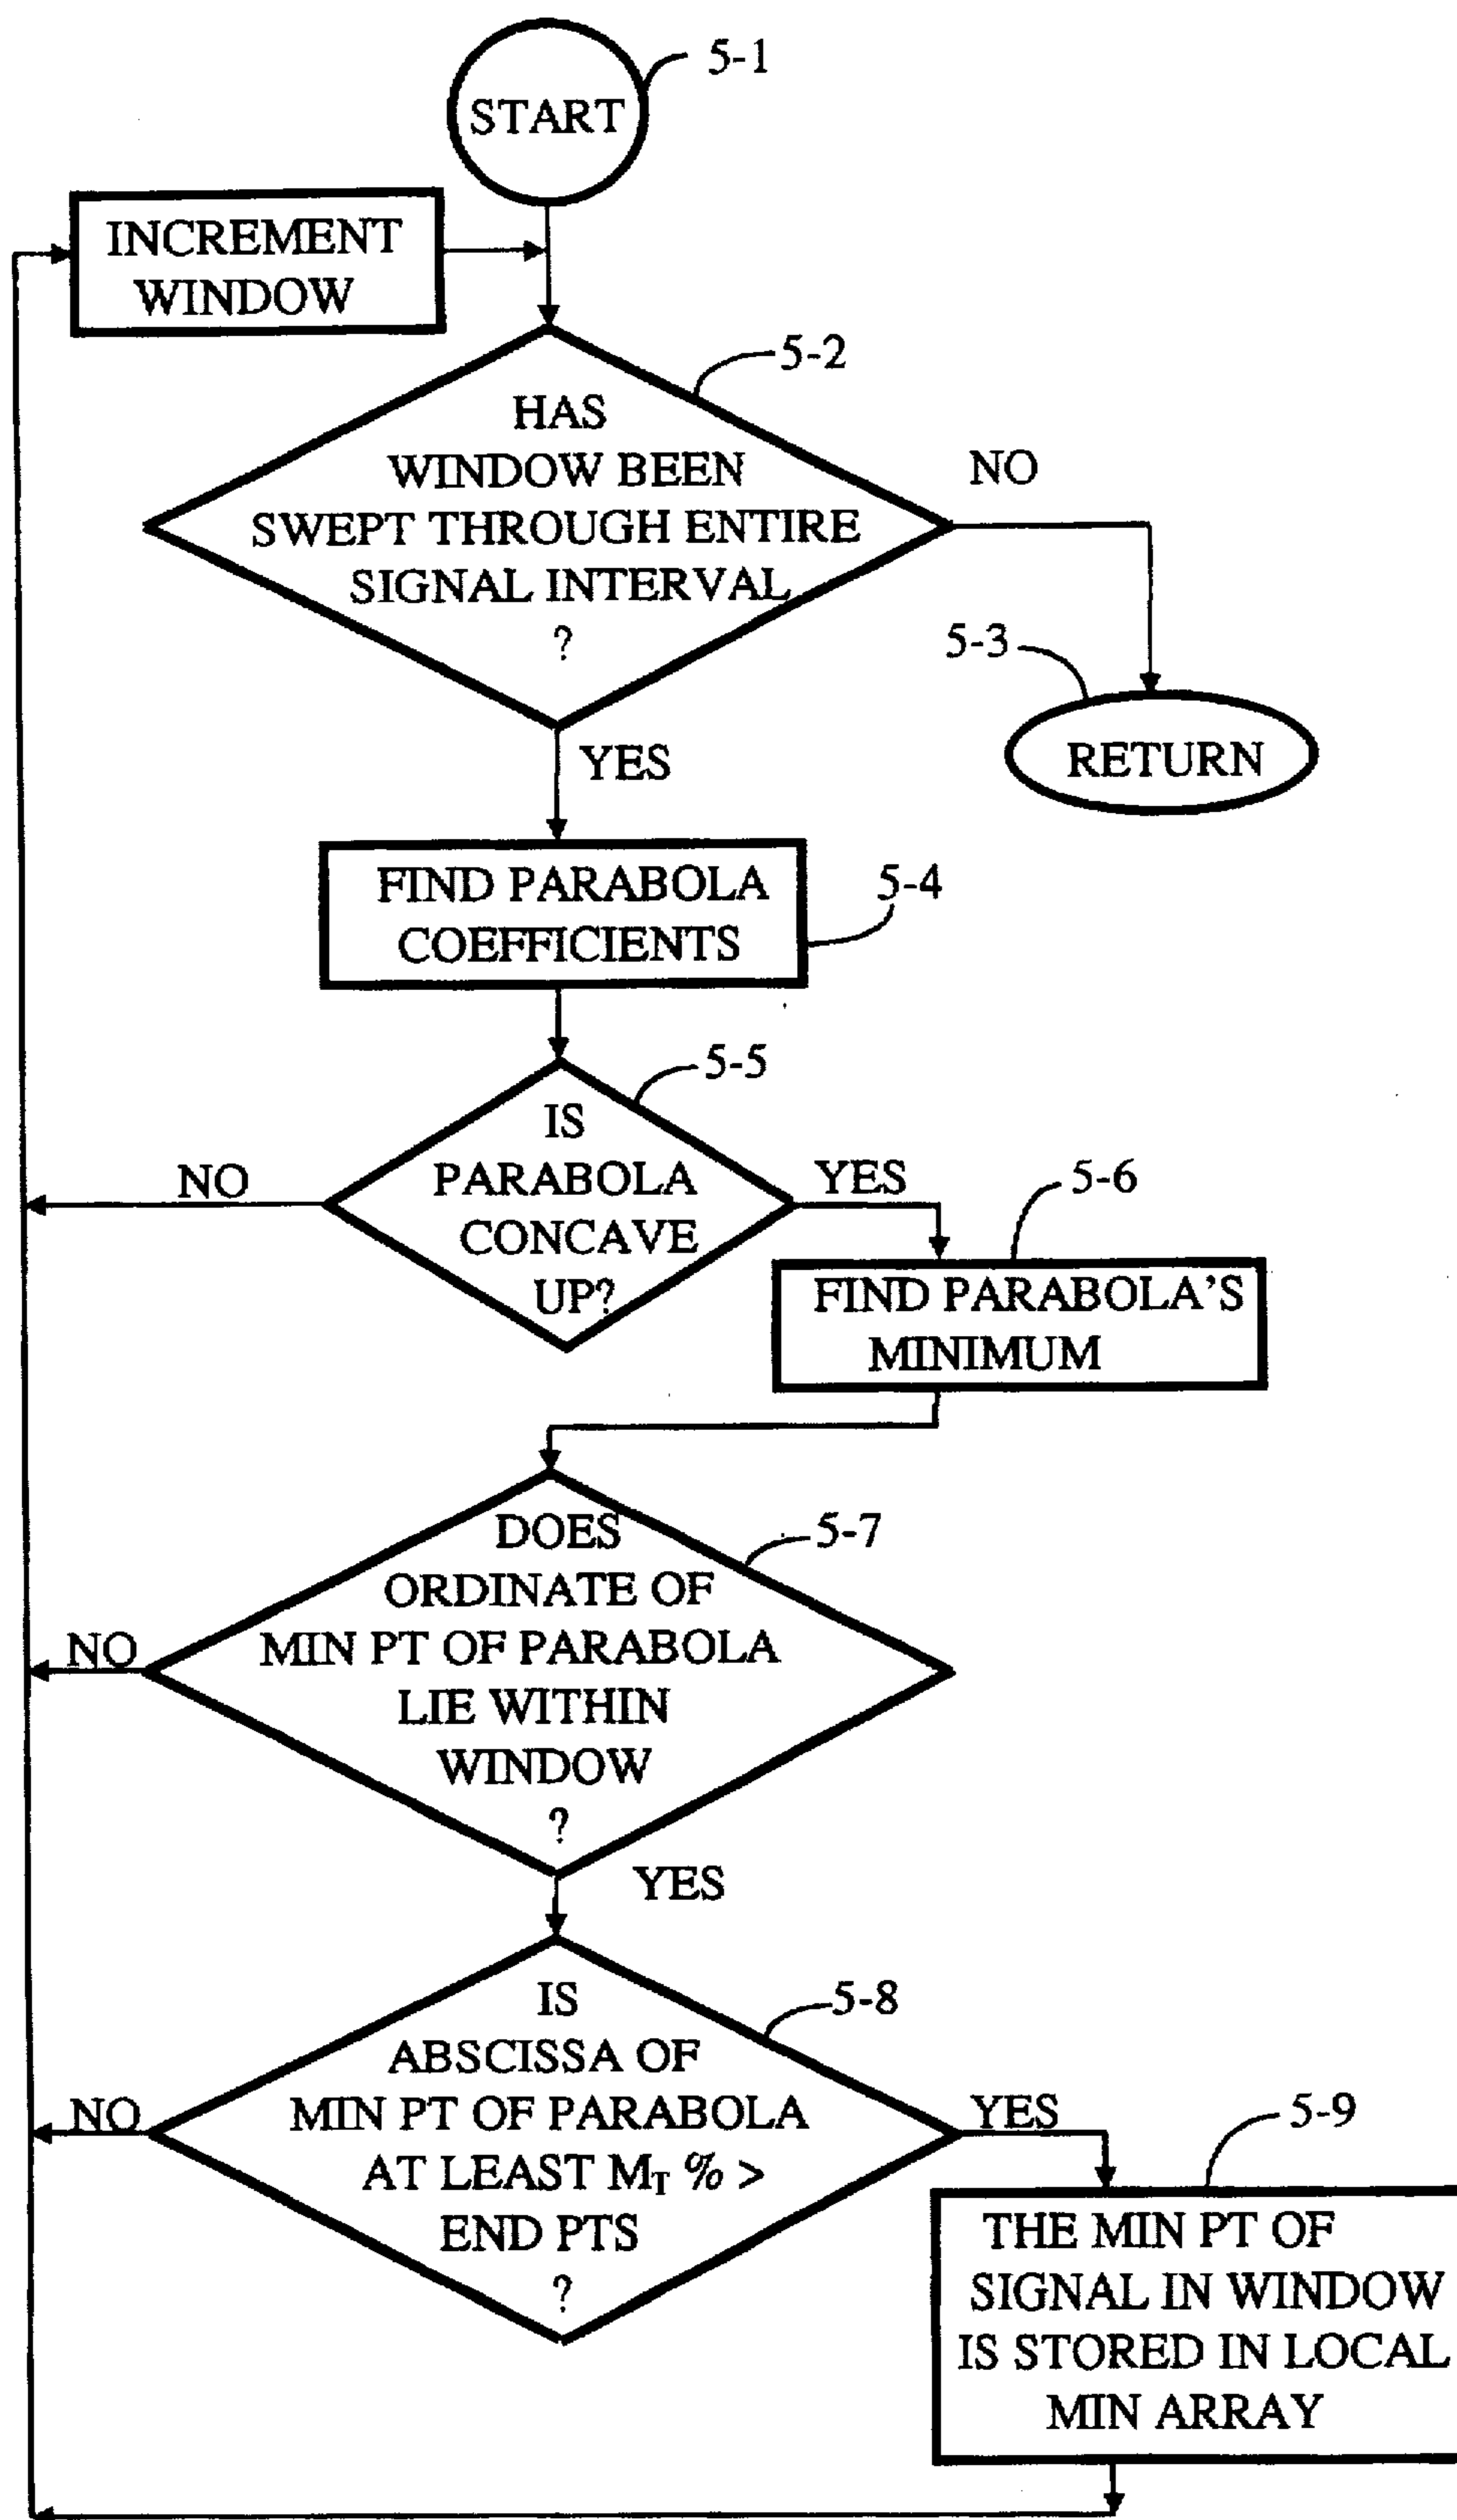 5-1
START
INCREMENT
WINDOW
5-2
HAS
WINDOW BEEN
SWEPT THROUGH ENTIRE
SIGNAL INTERVAL
?
NO
5-3
RETURN
YES
FIND PARABOLA
COEFFICIENTS
5-4
5-5
IS
PARABOLA
CONCAVE
UP?
NO
YES
5-6
FIND PARABOLA'S
MINIMUM
5-7
DOES
ORDINATE OF
MIN PT OF PARABOLA
LIE WITHIN
WINDOW
?
NO
YES
5-8
IS
ABSCISSA OF
MIN PT OF PARABOLA
AT LEAST M_T % >
END PTS
?
NO
YES
5-9
THE MIN PT OF
SIGNAL IN WINDOW
IS STORED IN LOCAL
MIN ARRAY